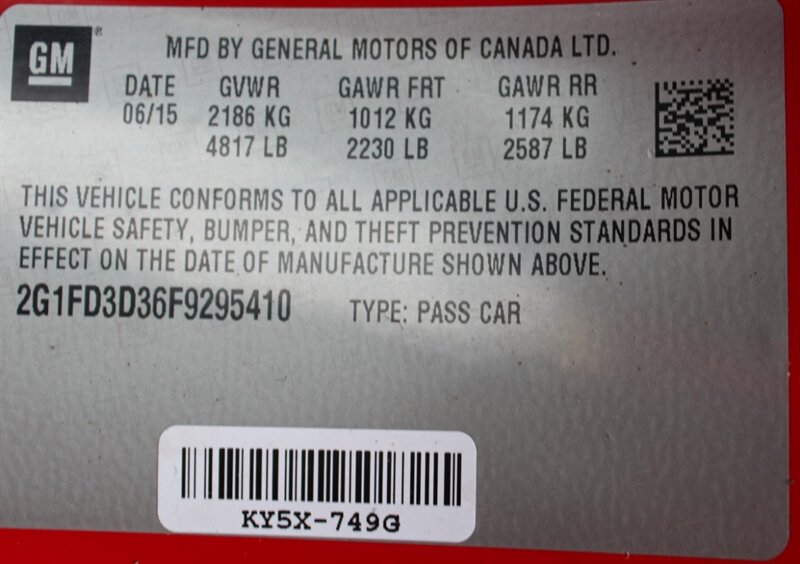 GM
MFD BY GENERAL MOTORS OF CANADA LTD.
DATE GVWR GAWR FRT GAWR RR
06/15 2186 KG 1012 KG 1174 KG
4817 LB 2230 LB 2587 LB
THIS VEHICLE CONFORMS TO ALL APPLICABLE U.S. FEDERAL MOTOR
VEHICLE SAFETY, BUMPER, AND THEFT PREVENTION STANDARDS IN
EFFECT ON THE DATE OF MANUFACTURE SHOWN ABOVE.
2G1FD3D36F9295410 TYPE: PASS CAR
KY5X-749G